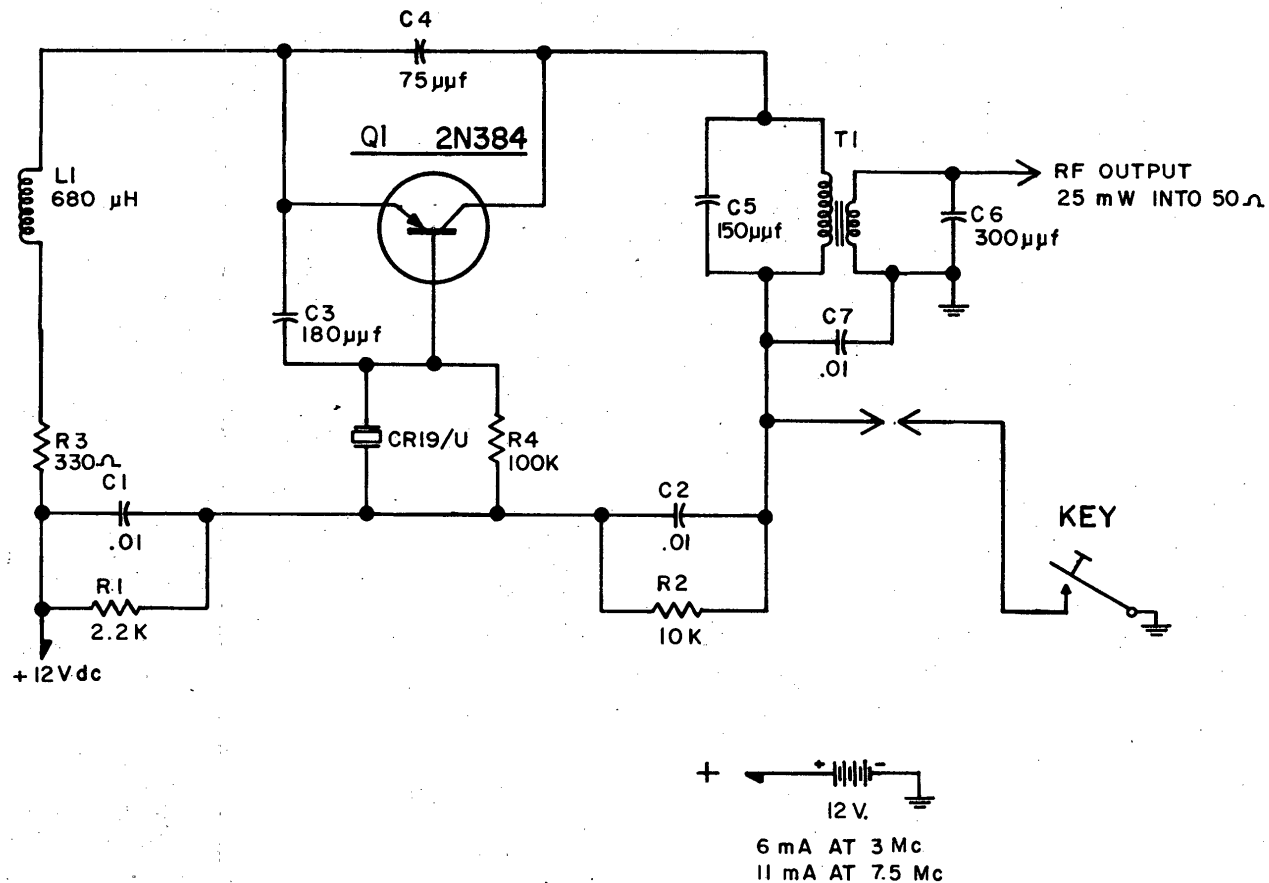 C4
75μμf
Q1 2N384
L1
680 μH
T1
RF OUTPUT
25 mW INTO 50Ω
C5
150μμf
C6
300μμf
C3
180μμf
C7
.01
R3
330Ω
CR19/U
R4
100K
C1
.01
C2
.01
KEY
R1
2.2K
R2
10K
+12Vdc
+ + -
12V.
6 mA AT 3 Mc
11 mA AT 7.5 Mc